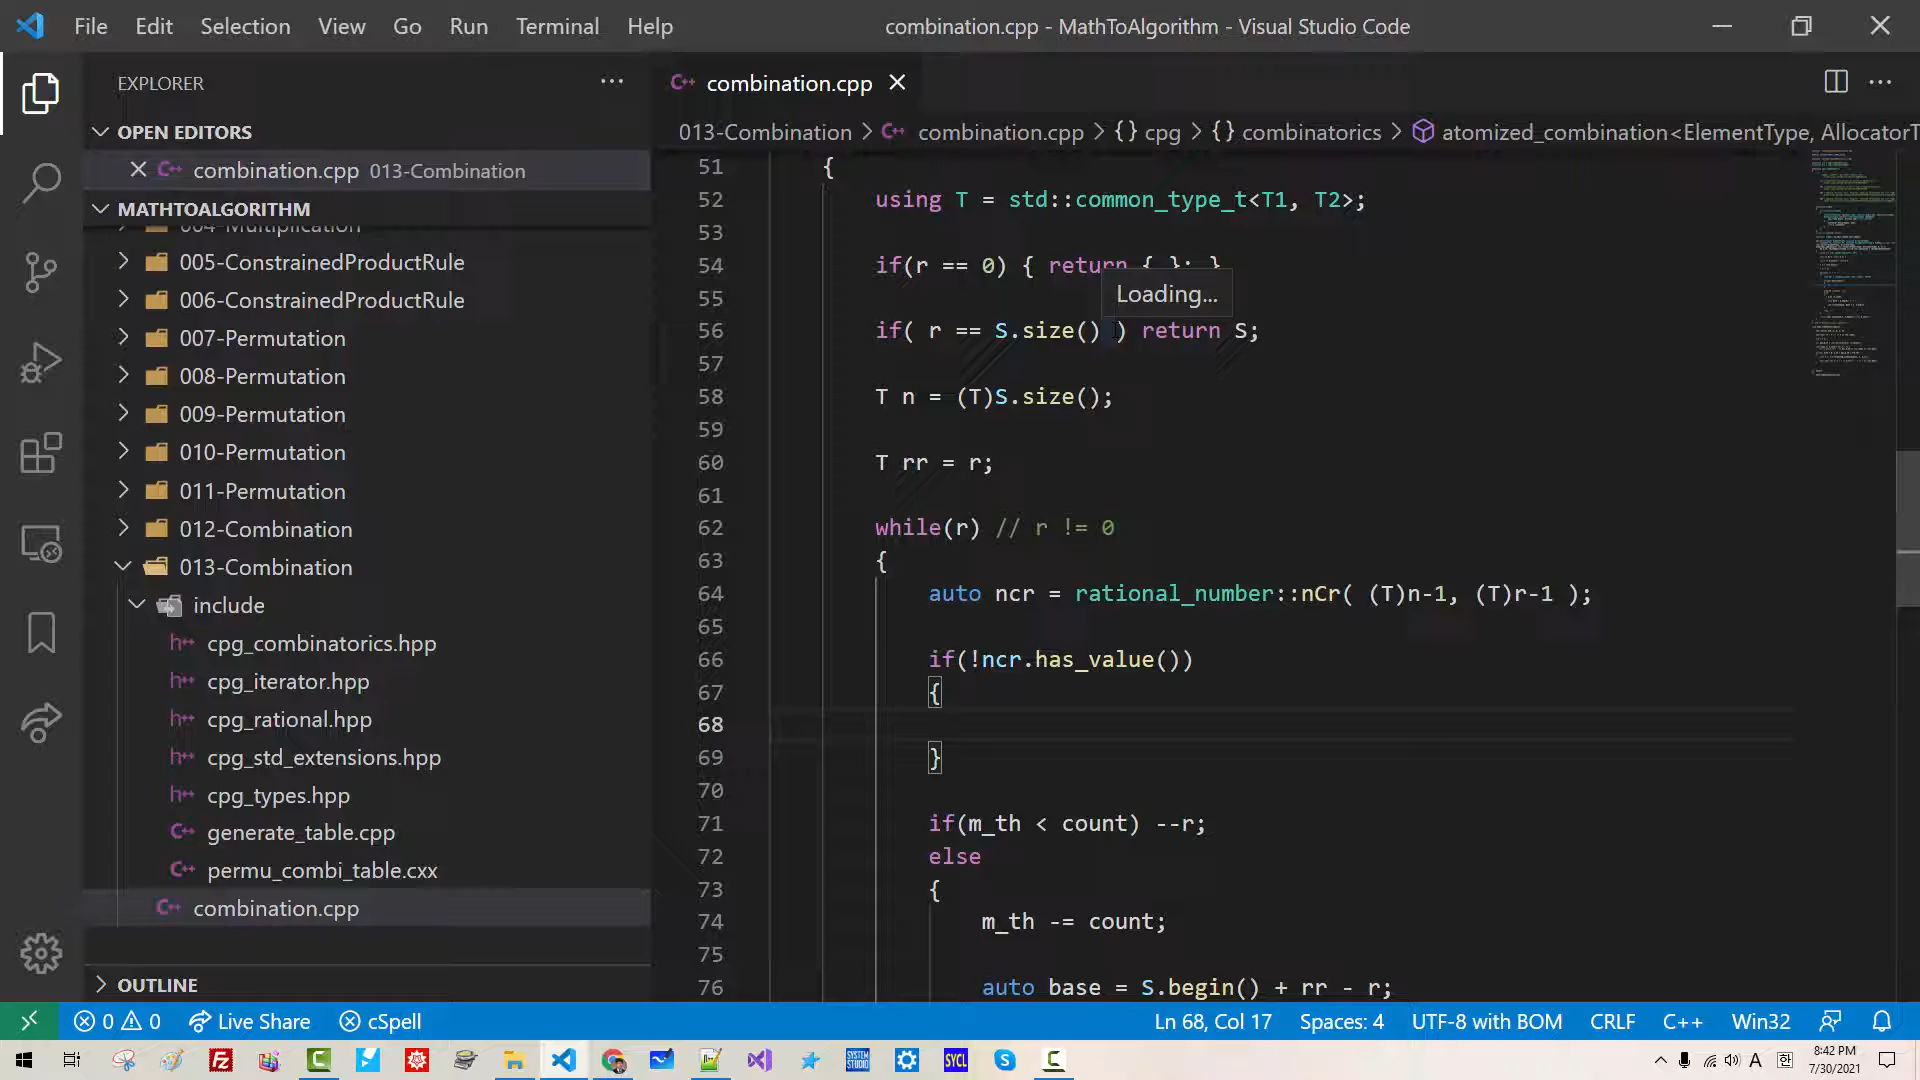 File Edit Selection View Go Run Terminal Help
combination.cpp - MathToAlgorithm - Visual Studio Code
EXPLORER
OPEN EDITORS
combination.cpp 013-Combination
MATHTOALGORITHM
004-Multiplication
005-ConstrainedProductRule
006-ConstrainedProductRule
007-Permutation
008-Permutation
009-Permutation
010-Permutation
011-Permutation
012-Combination
013-Combination
include
cpg_combinatorics.hpp
cpg_iterator.hpp
cpg_rational.hpp
cpg_std_extensions.hpp
cpg_types.hpp
generate_table.cpp
permu_combi_table.cxx
combination.cpp
OUTLINE
combination.cpp
013-Combination > combination.cpp > {} cpg > {} combinatorics > atomized_combination<ElementType, AllocatorT
51 {
52 using T = std::common_type_t<T1, T2>;
53
54 if(r == 0) { return { }; }
Loading...
55
56 if( r == S.size() ) return S;
57
58 T n = (T)S.size();
59
60 T rr = r;
61
62 while(r) // r != 0
63 {
64 auto ncr = rational_number::nCr( (T)n-1, (T)r-1 );
65
66 if(!ncr.has_value())
67 {
68
69 }
70
71 if(m_th < count) --r;
72 else
73 {
74 m_th -= count;
75
76 auto base = S.begin() + rr - r;
0 0 Live Share cSpell
Ln 68, Col 17 Spaces: 4 UTF-8 with BOM CRLF C++ Win32
SYSTEM STUDIO
SYCL
A
8:42 PM
7/30/2021